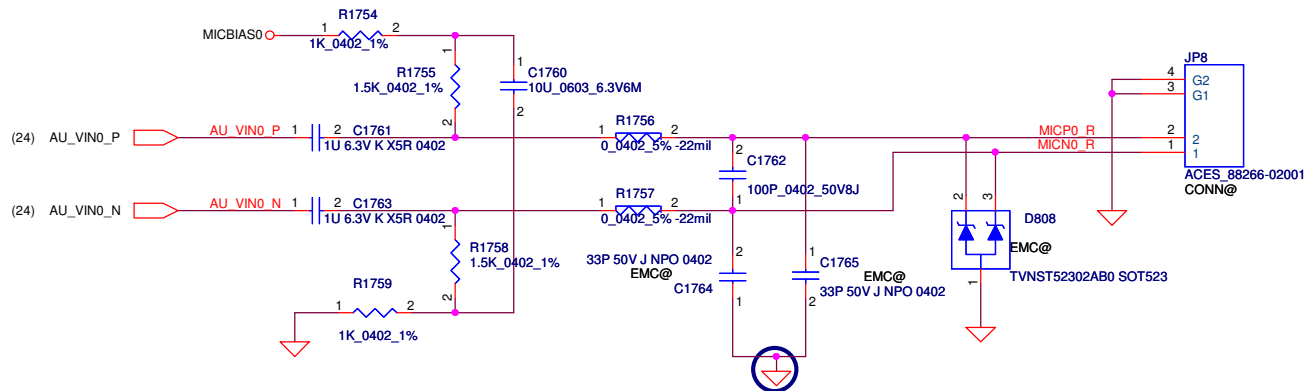 R1754
1 2
MICBIAS0
1K_0402_1%
1
R1755
1.5K_0402_1%
2
1
C1760
10U_0603_6.3V6M
2
JP8
4 G2
3 G1
2 2
1 1
ACES_88266-02001
CONN@
(24) AU_VIN0_P AU_VIN0_P 1 2 C1761
1U 6.3V K X5R 0402
R1756
1 2
0_0402_5% -22mil
MICP0_R
MICN0_R
2
C1762
100P_0402_50V8J
1
(24) AU_VIN0_N AU_VIN0_N 1 2 C1763
1U 6.3V K X5R 0402
R1757
1 2
0_0402_5% -22mil
2 3
D808
EMC@
TVNST52302AB0 SOT523
1
1
R1758
1.5K_0402_1%
2
33P 50V J NPO 0402
EMC@
2
C1764
1
1
C1765
EMC@
33P 50V J NPO 0402
2
R1759
1 2
1K_0402_1%